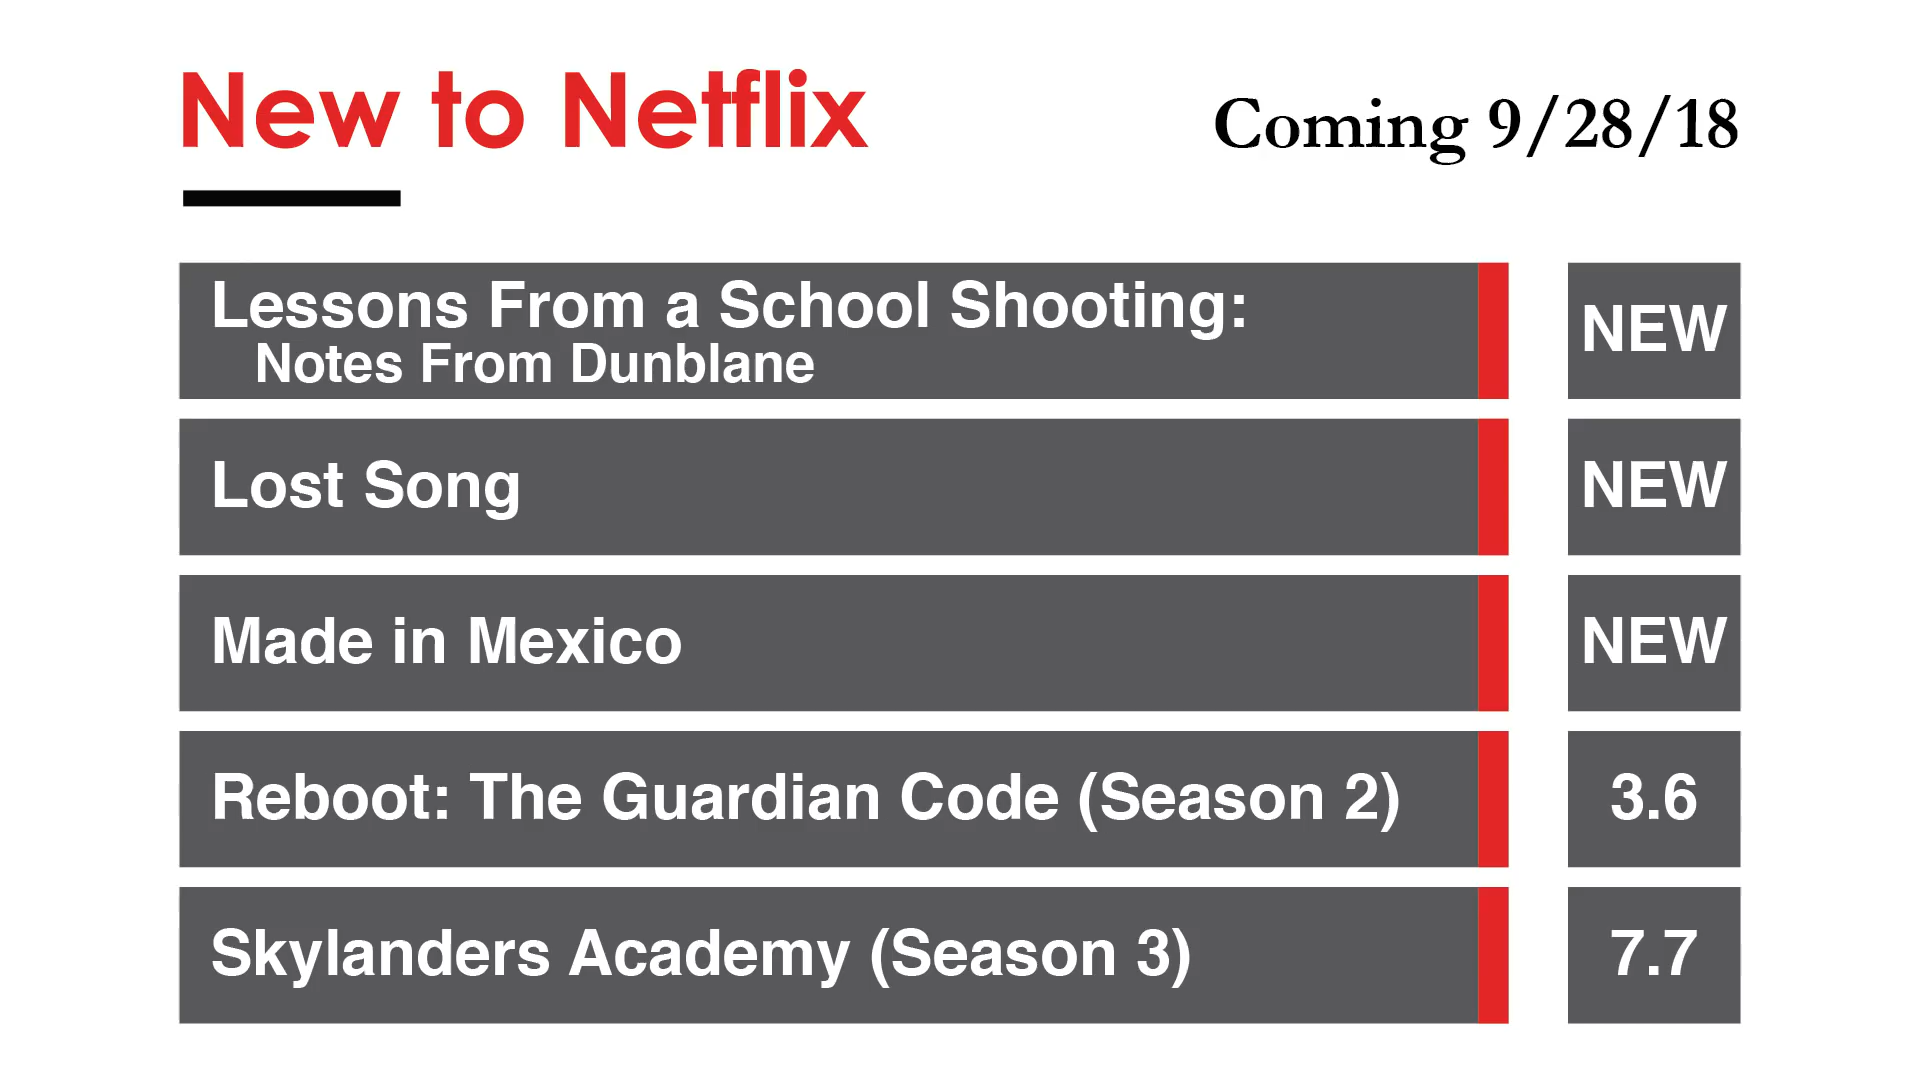 New to Netflix
Coming 9/28/18
Lessons From a School Shooting:
Notes From Dunblane
NEW
Lost Song
NEW
Made in Mexico
NEW
Reboot: The Guardian Code (Season 2)
3.6
Skylanders Academy (Season 3)
7.7